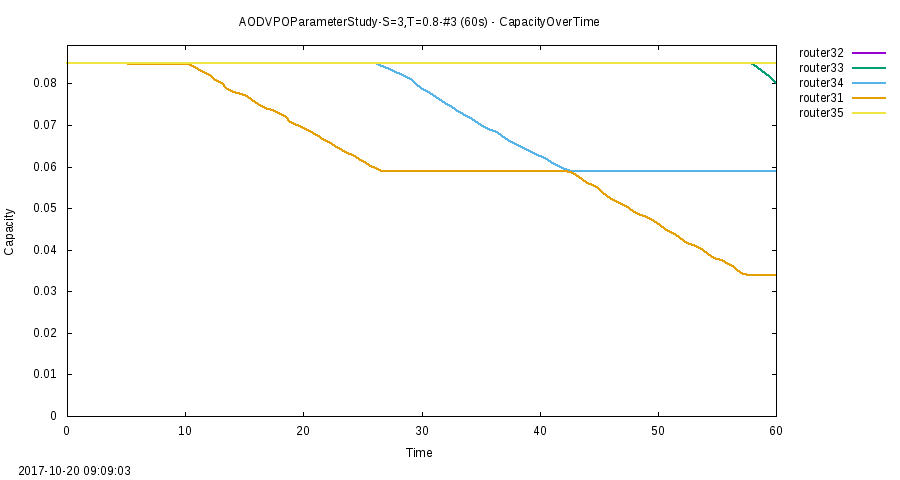 AODVPOParameterStudy-S=3,T=0.8-#3 (60s) - CapacityOverTime
router32
router33
router34
router31
router35
0.08
0.07
0.06
0.05
0.04
0.03
0.02
0.01
0
Capacity
0 10 20 30 40 50 60
Time
2017-10-20 09:09:03